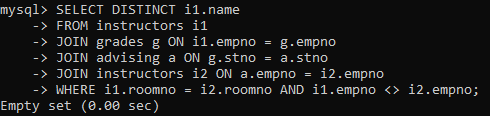 mysql> SELECT DISTINCT i1.name
    -> FROM instructors i1
    -> JOIN grades g ON i1.empno = g.empno
    -> JOIN advising a ON g.stno = a.stno
    -> JOIN instructors i2 ON a.empno = i2.empno
    -> WHERE i1.roomno = i2.roomno AND i1.empno <> i2.empno;
Empty set (0.00 sec)